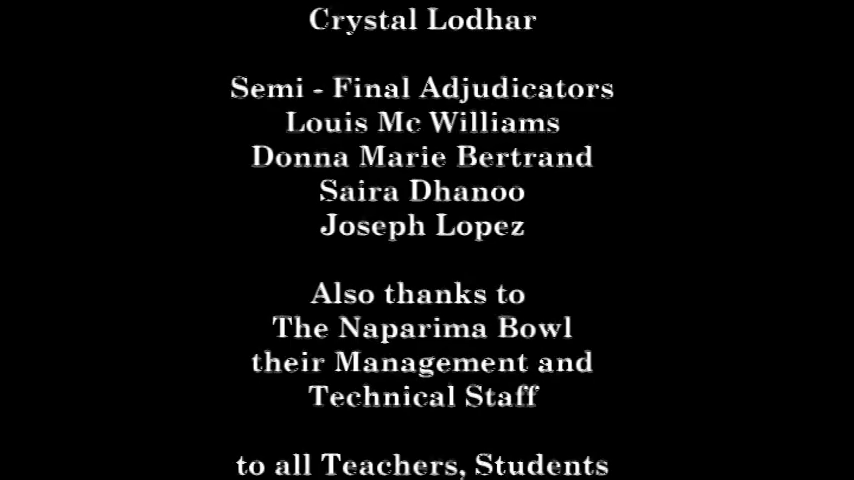 Crystal Lodhar
Semi - Final Adjudicators
Louis Mc Williams
Donna Marie Bertrand
Saira Dhanoo
Joseph Lopez
Also thanks to
The Naparima Bowl
their Management and
Technical Staff
to all Teachers, Students